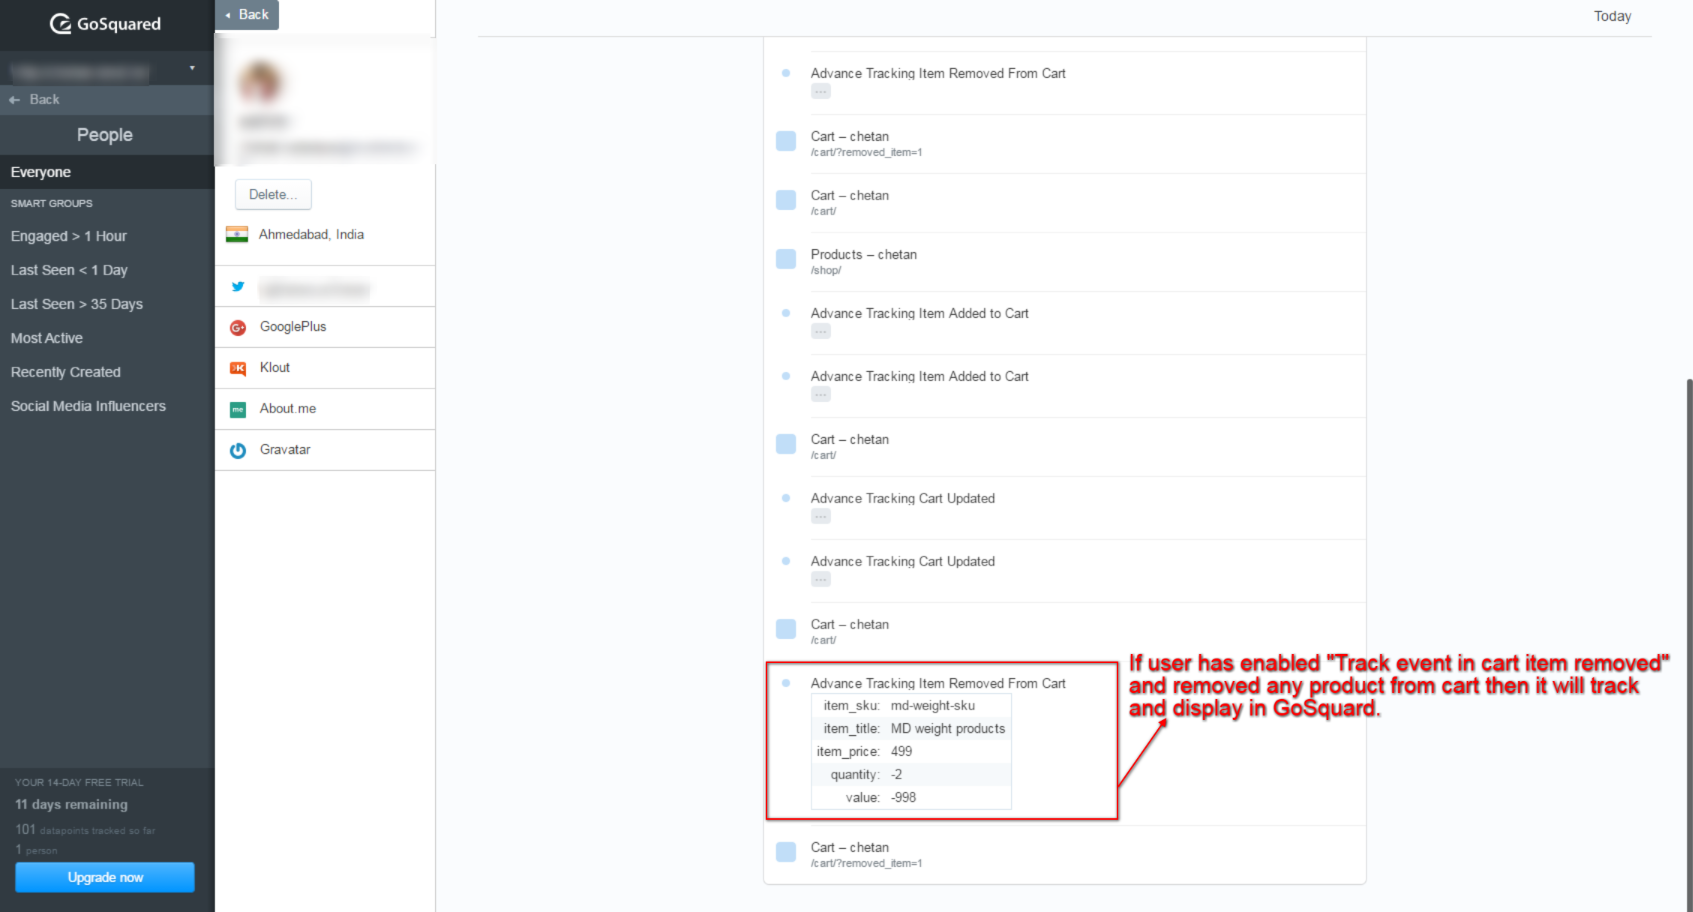 GoSquared
Back
People
Everyone
SMART GROUPS
Engaged > 1 Hour
Last Seen < 1 Day
Last Seen > 35 Days
Most Active
Recently Created
Social Media Influencers
YOUR 14-DAY FREE TRIAL
11 days remaining
101 datapoints tracked so far
1 person
Upgrade now
Back
Delete...
Ahmedabad, India
GooglePlus
Klout
me About.me
Gravatar
Today
Advance Tracking Item Removed From Cart
...
Cart – chetan
/cart/?removed_item=1
Cart – chetan
/cart/
Products – chetan
/shop/
Advance Tracking Item Added to Cart
...
Advance Tracking Item Added to Cart
...
Cart – chetan
/cart/
Advance Tracking Cart Updated
...
Advance Tracking Cart Updated
...
Cart – chetan
/cart/
Advance Tracking Item Removed From Cart
item_sku: md-weight-sku
item_title: MD weight products
item_price: 499
quantity: -2
value: -998
Cart – chetan
/cart/?removed_item=1
If user has enabled "Track event in cart item removed"
and removed any product from cart then it will track
and display in GoSquard.